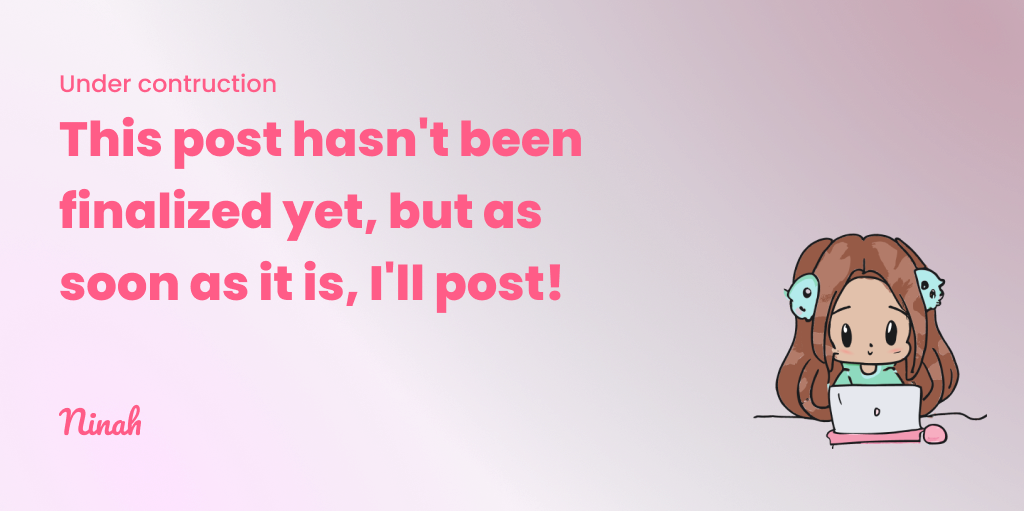 Under contruction
This post hasn't been
finalized yet, but as
soon as it is, I'll post!
Ninah